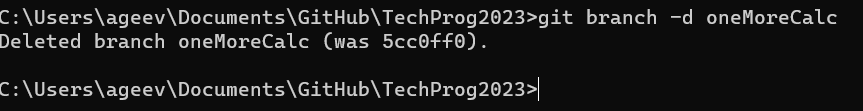 C:\Users\ageev\Documents\GitHub\TechProg2023>git branch -d oneMoreCalc
Deleted branch oneMoreCalc (was 5cc0ff0).
C:\Users\ageev\Documents\GitHub\TechProg2023>